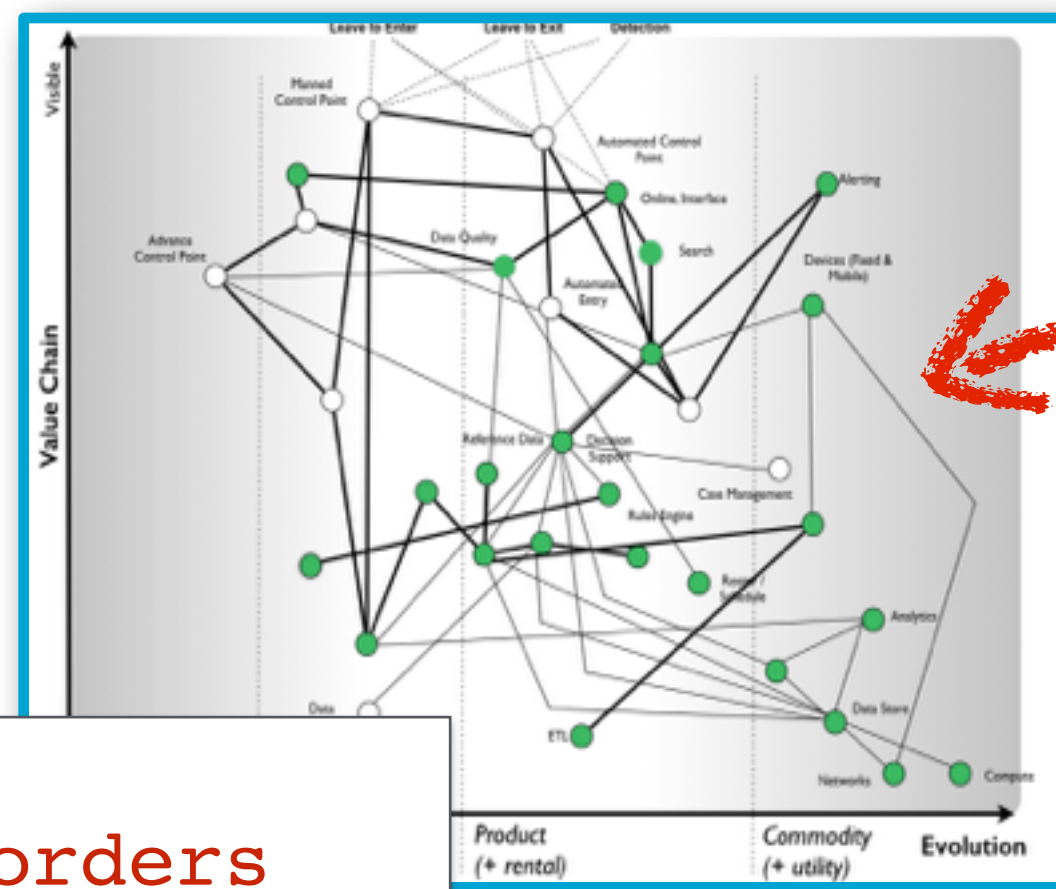 Leave to Enter
Leave to Exit
Detection
Visible
Manned
Control Point
Automated Control
Point
Alerting
Online. Interface
Advance
Control Point
Data Quality
Search
Devices (Fixed &
Mobile)
Automated
Entry
Value Chain
Reference Data
Decision
Support
Case Management
Rules Engine
Schedule
Analytics
Data
Data Store
ETL
Networks
Compute
Product
(+ rental)
Commodity
(+ utility)
Evolution
orders